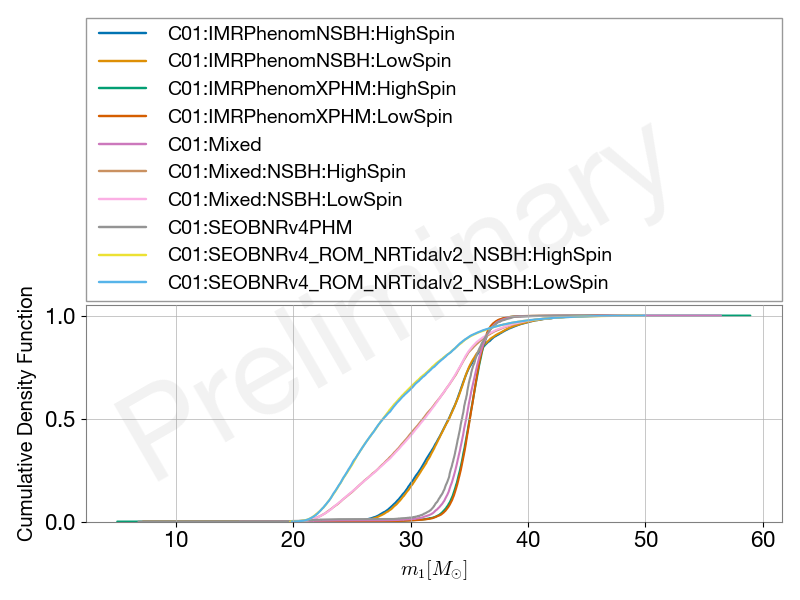 C01:IMRPhenomNSBH:HighSpin
C01:IMRPhenomNSBH:LowSpin
C01:IMRPhenomXPHM:HighSpin
C01:IMRPhenomXPHM:LowSpin
C01:Mixed
C01:Mixed:NSBH:HighSpin
C01:Mixed:NSBH:LowSpin
C01:SEOBNRv4PHM
C01:SEOBNRv4_ROM_NRTidalv2_NSBH:HighSpin
C01:SEOBNRv4_ROM_NRTidalv2_NSBH:LowSpin
Preliminary
Cumulative Density Function
1.0
0.5
0.0
10 20 30 40 50 60
m₁[M☉]